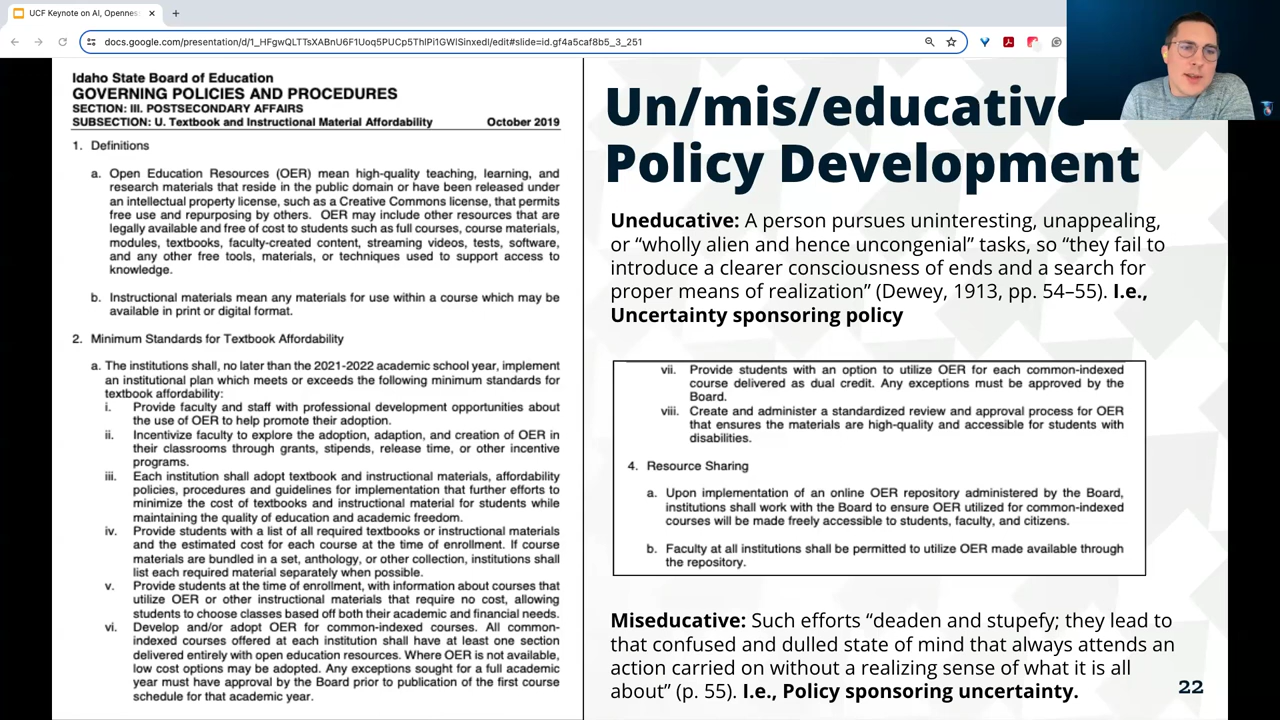 UCF Keynote on AI, Openness
docs.google.com/presentation/d/1_HFgwQLTTsXABnU6F1Uoq5PUCp5ThlPi1GWISinxedI/edit#slide=id.gf4a5caf8b5_3_251
Idaho State Board of Education
GOVERNING POLICIES AND PROCEDURES
SECTION: III. POSTSECONDARY AFFAIRS
SUBSECTION: U. Textbook and Instructional Material Affordability October 2019
1. Definitions
a. Open Education Resources (OER) mean high-quality teaching, learning, and
research materials that reside in the public domain or have been released under
an intellectual property license, such as a Creative Commons license, that permits
free use and repurposing by others. OER may include other resources that are
legally available and free of cost to students such as full courses, course materials,
modules, textbooks, faculty-created content, streaming videos, tests, software,
and any other free tools, materials, or techniques used to support access to
knowledge.
b. Instructional materials mean any materials for use within a course which may be
available in print or digital format.
2. Minimum Standards for Textbook Affordability
a. The institutions shall, no later than the 2021-2022 academic school year, implement
an institutional plan which meets or exceeds the following minimum standards for
textbook affordability:
i. Provide faculty and staff with professional development opportunities about
the use of OER to help promote their adoption.
ii. Incentivize faculty to explore the adoption, adaption, and creation of OER in
their classrooms through grants, stipends, release time, or other incentive
programs.
iii. Each institution shall adopt textbook and instructional materials, affordability
policies, procedures and guidelines for implementation that further efforts to
minimize the cost of textbooks and instructional material for students while
maintaining the quality of education and academic freedom.
iv. Provide students with a list of all required textbooks or instructional materials
and the estimated cost for each course at the time of enrollment. If course
materials are bundled in a set, anthology, or other collection, institutions shall
list each required material separately when possible.
v. Provide students at the time of enrollment, with information about courses that
utilize OER or other instructional materials that require no cost, allowing
students to choose classes based off both their academic and financial needs.
vi. Develop and/or adopt OER for common-indexed courses. All common-
indexed courses offered at each institution shall have at least one section
delivered entirely with open education resources. Where OER is not available,
low cost options may be adopted. Any exceptions sought for a full academic
year must have approval by the Board prior to publication of the first course
schedule for that academic year.
Un/mis/educative
Policy Development
Uneducative: A person pursues uninteresting, unappealing,
or “wholly alien and hence uncongenial” tasks, so “they fail to
introduce a clearer consciousness of ends and a search for
proper means of realization” (Dewey, 1913, pp. 54–55). I.e.,
Uncertainty sponsoring policy
vii. Provide students with an option to utilize OER for each common-indexed
course delivered as dual credit. Any exceptions must be approved by the
Board.
viii. Create and administer a standardized review and approval process for OER
that ensures the materials are high-quality and accessible for students with
disabilities.
4. Resource Sharing
a. Upon implementation of an online OER repository administered by the Board,
institutions shall work with the Board to ensure OER utilized for common-indexed
courses will be made freely accessible to students, faculty, and citizens.
b. Faculty at all institutions shall be permitted to utilize OER made available through
the repository.
Miseducative: Such efforts “deaden and stupefy; they lead to
that confused and dulled state of mind that always attends an
action carried on without a realizing sense of what it is all
about” (p. 55). I.e., Policy sponsoring uncertainty.
22